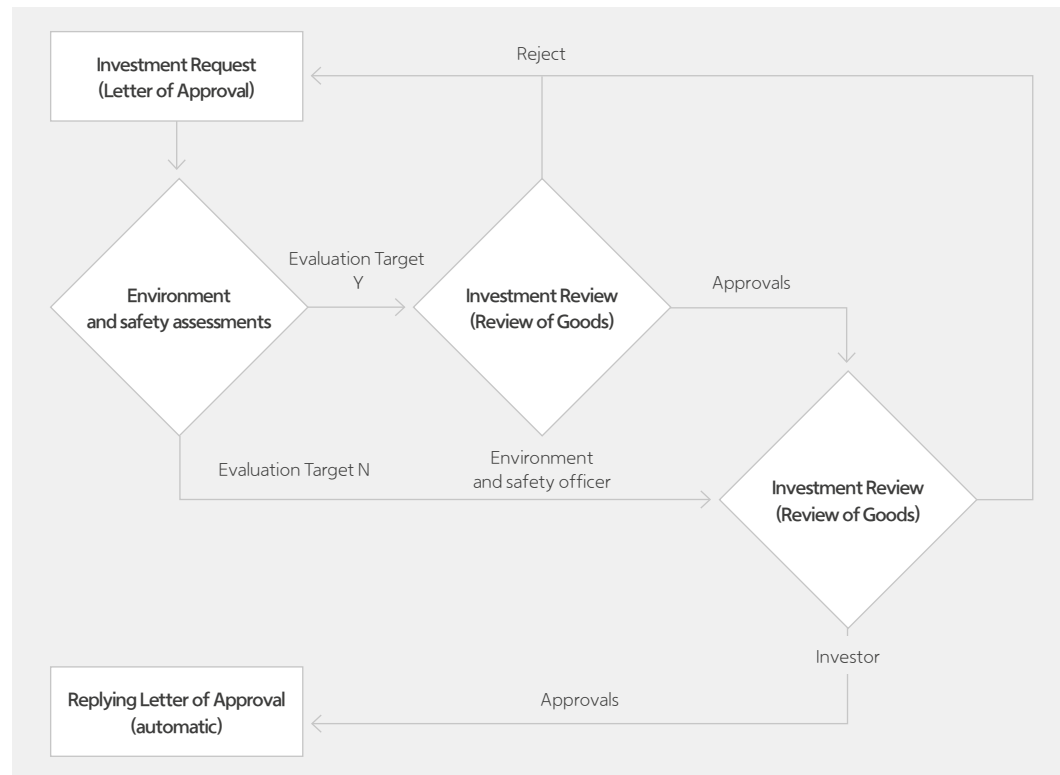 Investment Request
(Letter of Approval)
Reject
Evaluation Target
Y
Environment
and safety assessments
Investment Review
(Review of Goods)
Approvals
Evaluation Target N
Environment
and safety officer
Investment Review
(Review of Goods)
Investor
Replying Letter of Approval
(automatic)
Approvals